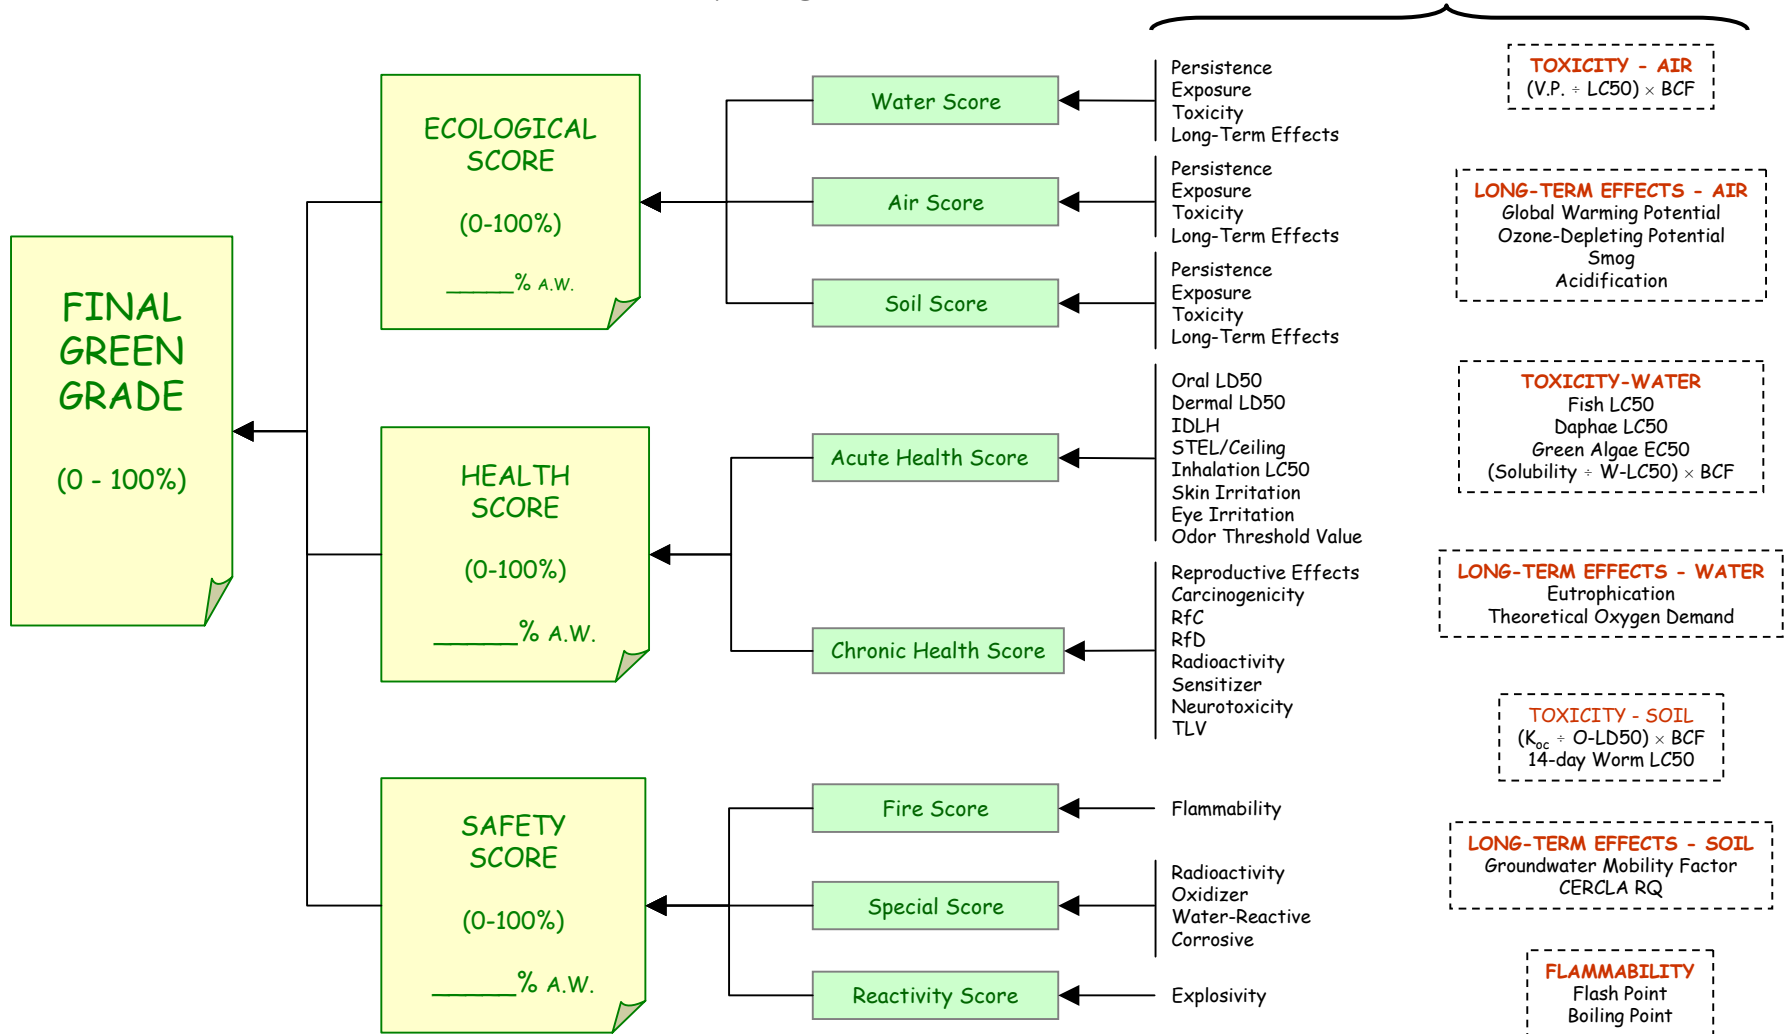 FINAL
GREEN
GRADE
(0 - 100%)
ECOLOGICAL
SCORE
(0-100%)
_____% A.W.
HEALTH
SCORE
(0-100%)
_____% A.W.
SAFETY
SCORE
(0-100%)
_____% A.W.
Water Score
Air Score
Soil Score
Acute Health Score
Chronic Health Score
Fire Score
Special Score
Reactivity Score
Persistence
Exposure
Toxicity
Long-Term Effects
Persistence
Exposure
Toxicity
Long-Term Effects
Persistence
Exposure
Toxicity
Long-Term Effects
Oral LD50
Dermal LD50
IDLH
STEL/Ceiling
Inhalation LC50
Skin Irritation
Eye Irritation
Odor Threshold Value
Reproductive Effects
Carcinogenicity
RfC
RfD
Radioactivity
Sensitizer
Neurotoxicity
TLV
Flammability
Radioactivity
Oxidizer
Water-Reactive
Corrosive
Explosivity
TOXICITY - AIR
(V.P. ÷ LC50) × BCF
LONG-TERM EFFECTS - AIR
Global Warming Potential
Ozone-Depleting Potential
Smog
Acidification
TOXICITY-WATER
Fish LC50
Daphae LC50
Green Algae EC50
(Solubility ÷ W-LC50) × BCF
LONG-TERM EFFECTS - WATER
Eutrophication
Theoretical Oxygen Demand
TOXICITY - SOIL
(Koc ÷ O-LD50) × BCF
14-day Worm LC50
LONG-TERM EFFECTS - SOIL
Groundwater Mobility Factor
CERCLA RQ
FLAMMABILITY
Flash Point
Boiling Point